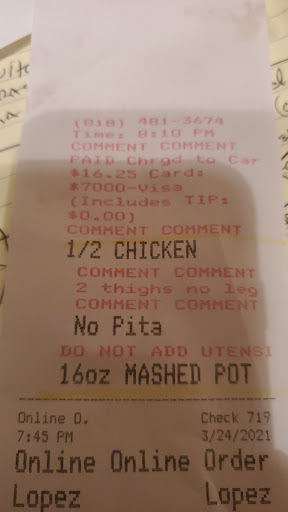 (818) 481-3674
Time: 8:10 PM
COMMENT COMMENT
PAID Chrgd to Car
$16.25 Card:
*7000-Visa
(Includes TIP:
$0.00)
COMMENT COMMENT
1/2 CHICKEN
COMMENT COMMENT
2 thighs no leg
COMMENT COMMENT
No Pita
DO NOT ADD UTENSI
16oz MASHED POT
Online O. Check 719
7:45 PM 3/24/2021
Online Online Order
Lopez Lopez